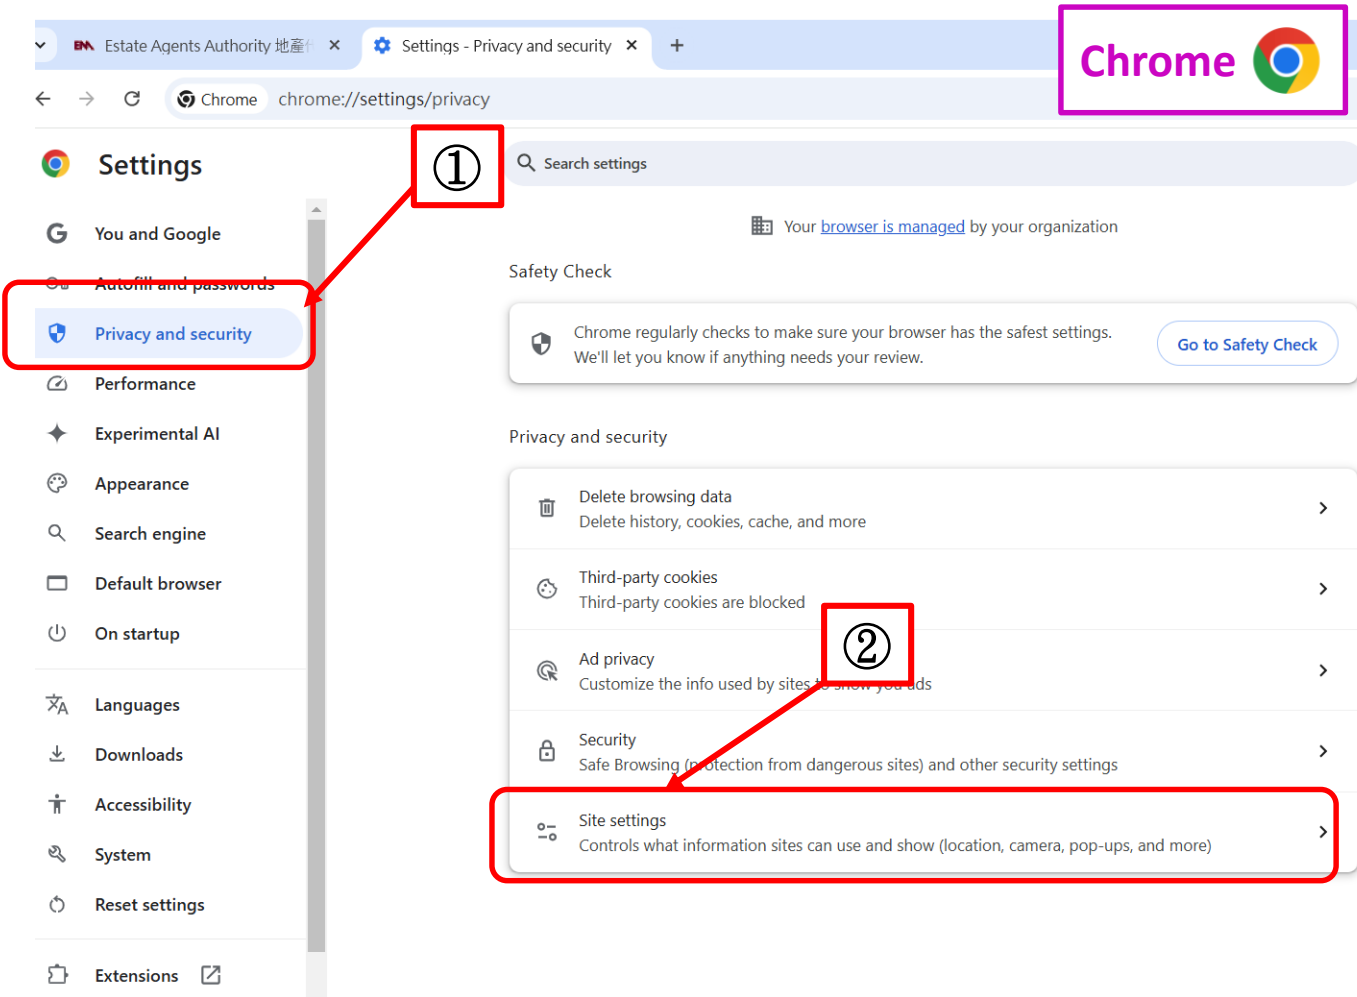 Estate Agents Authority 地產
Settings - Privacy and security
Chrome
Chrome
chrome://settings/privacy
Settings
①
Search settings
Your browser is managed by your organization
You and Google
Autofill and passwords
Privacy and security
Performance
Experimental AI
Appearance
Search engine
Default browser
On startup
Languages
Downloads
Accessibility
System
Reset settings
Extensions
Safety Check
Chrome regularly checks to make sure your browser has the safest settings.
We'll let you know if anything needs your review.
Go to Safety Check
Privacy and security
Delete browsing data
Delete history, cookies, cache, and more
Third-party cookies
Third-party cookies are blocked
②
Ad privacy
Customize the info used by sites to show you ads
Security
Safe Browsing (protection from dangerous sites) and other security settings
Site settings
Controls what information sites can use and show (location, camera, pop-ups, and more)